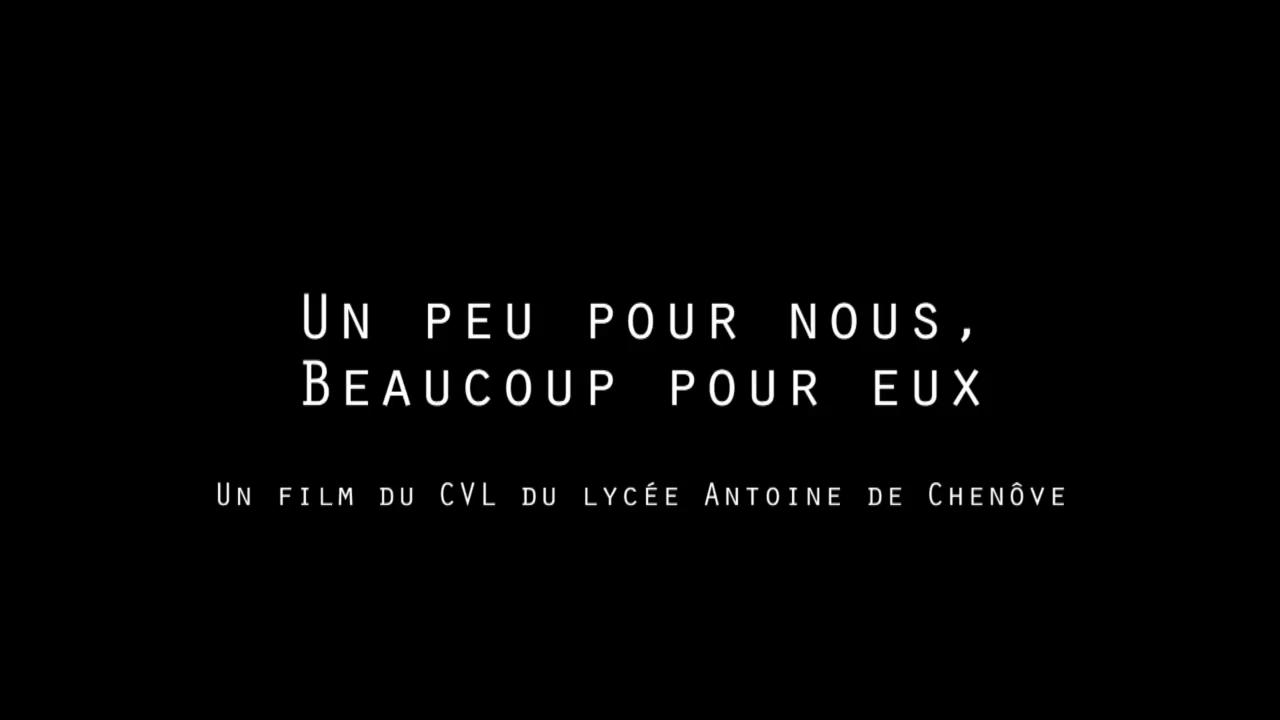 Un peu pour nous,
Beaucoup pour eux
Un film du CVL du lycée Antoine de Chenôve